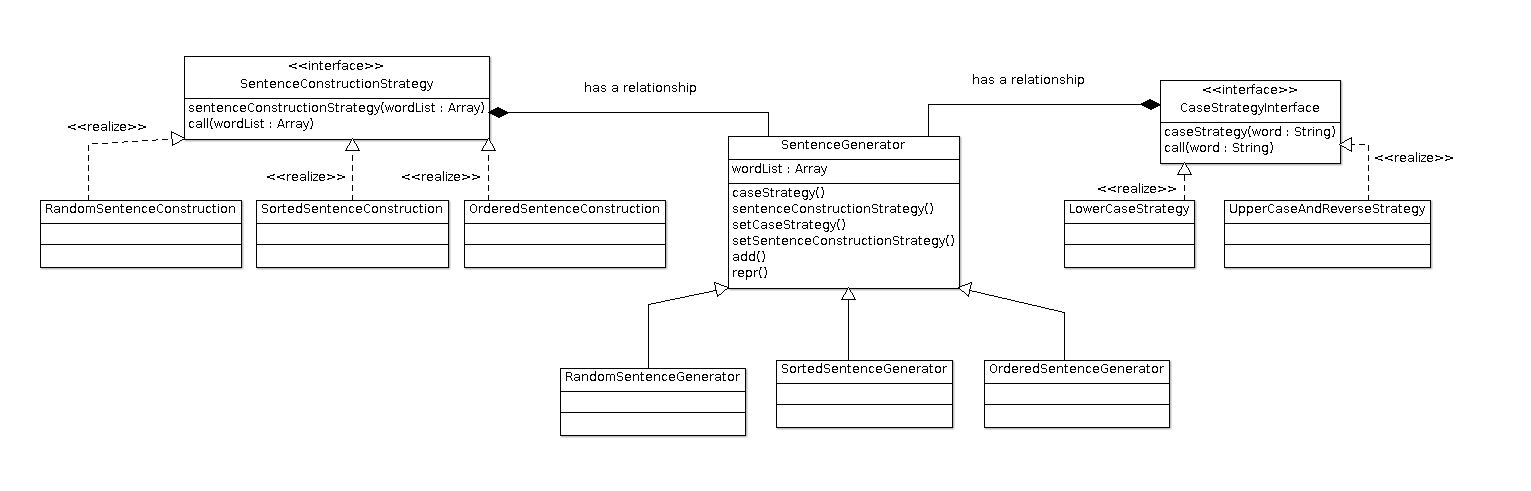 <<interface>>
SentenceConstructionStrategy
sentenceConstructionStrategy(wordList : Array)
call(wordList : Array)
has a relationship
has a relationship
<<interface>>
CaseStrategyInterface
caseStrategy(word : String)
call(word : String)
<<realize>>
<<realize>>
<<realize>>
SentenceGenerator
wordList : Array
caseStrategy()
sentenceConstructionStrategy()
setCaseStrategy()
setSentenceConstructionStrategy()
add()
repr()
<<realize>>
<<realize>>
RandomSentenceConstruction
SortedSentenceConstruction
OrderedSentenceConstruction
LowerCaseStrategy
UpperCaseAndReverseStrategy
RandomSentenceGenerator
SortedSentenceGenerator
OrderedSentenceGenerator